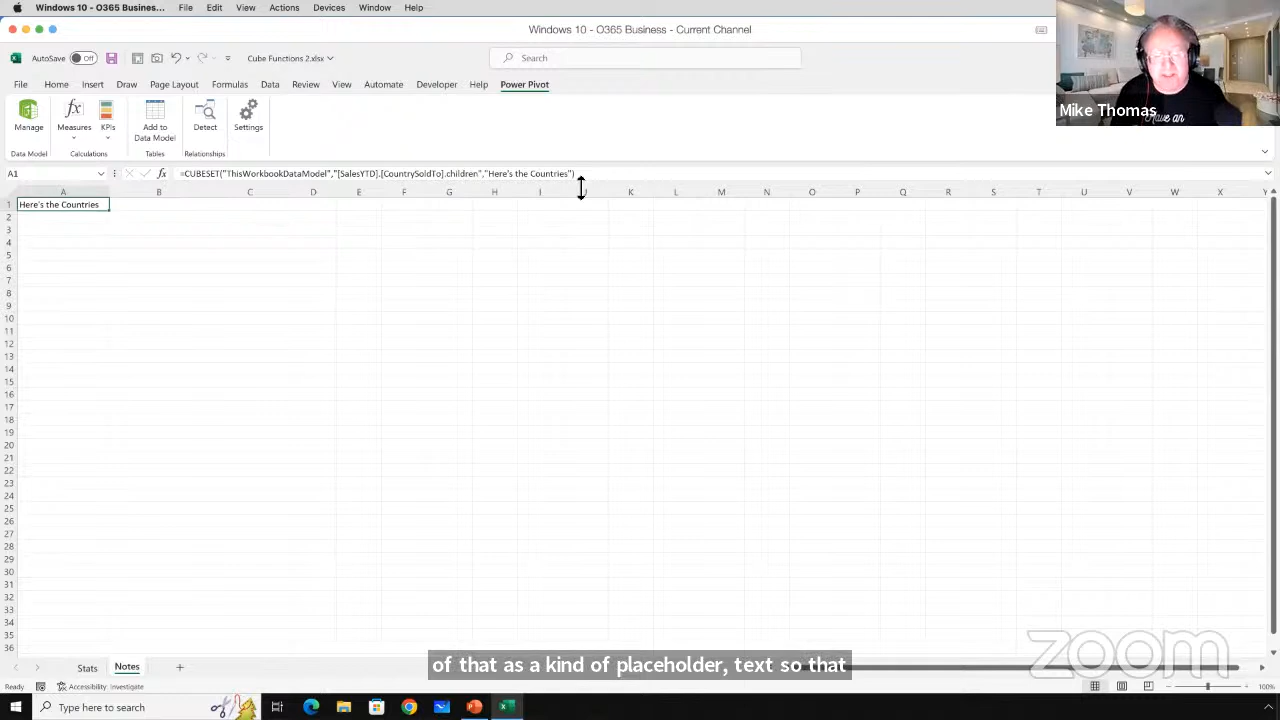 Windows 10 - O365 Busines...
File
Edit
View
Actions
Devices
Window
Help
Windows 10 - O365 Business - Current Channel
AutoSave
Off
Cube Functions 2.xlsx
Search
File
Home
Insert
Draw
Page Layout
Formulas
Data
Review
View
Automate
Developer
Help
Power Pivot
Manage
Measures
KPIs
Add to
Data Model
Detect
Settings
Data Model
Calculations
Tables
Relationships
Mike Thomas
A1
fx
=CUBESET("ThisWorkbookDataModel","[SalesYTD].[CountrySoldTo].children","Here's the Countries")
A B C D E F G H I J K L M N O P Q R S T U V W X Y
1 Here's the Countries
2
3
4
5
6
7
8
9
10
11
12
13
14
15
16
17
18
19
20
21
22
23
24
25
26
27
28
29
30
31
32
33
34
35
36
of that as a kind of placeholder, text so that
zoom
Stats
Notes
Ready
Accessibility: Investigate
100%
Type here to search